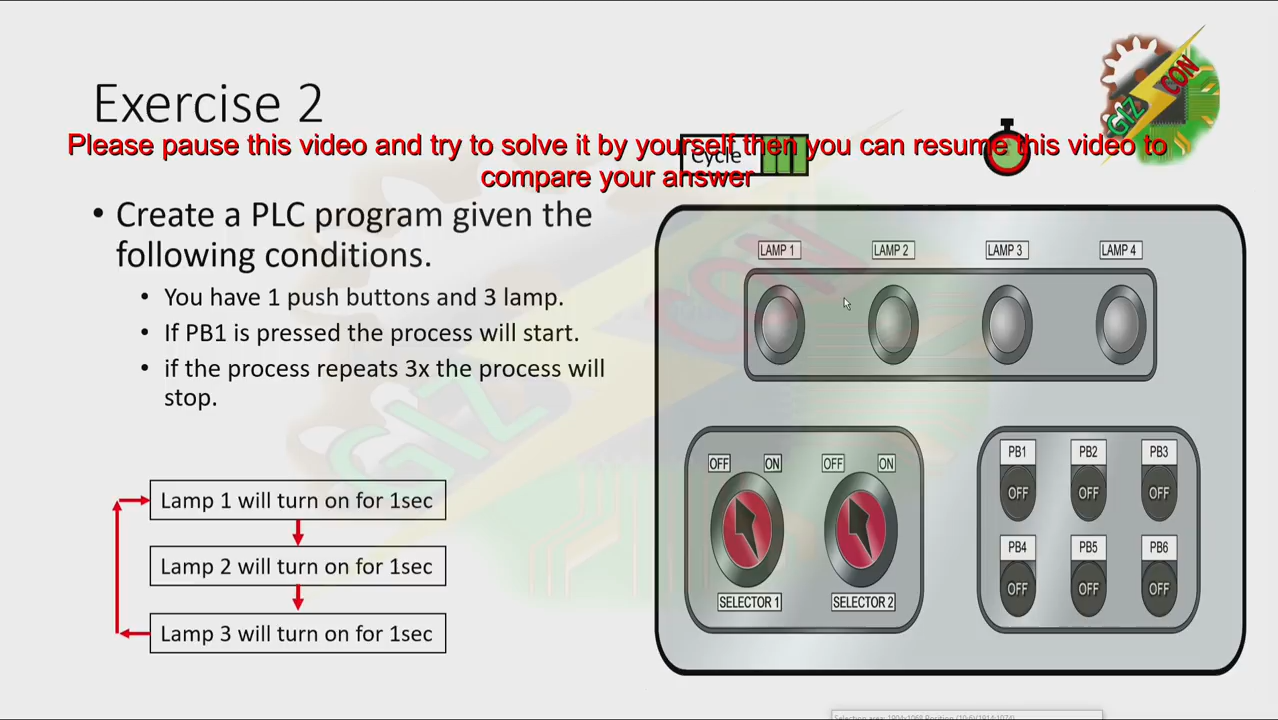 Exercise 2
GIZ
CON
Please pause this video and try to solve it by yourself then you can resume this video to
compare your answer
Cycle
• Create a PLC program given the
following conditions.
• You have 1 push buttons and 3 lamp.
• If PB1 is pressed the process will start.
• if the process repeats 3x the process will
stop.
Lamp 1 will turn on for 1sec
Lamp 2 will turn on for 1sec
Lamp 3 will turn on for 1sec
LAMP 1 LAMP 2 LAMP 3 LAMP 4
OFF ON OFF ON
SELECTOR 1 SELECTOR 2
PB1 PB2 PB3
OFF OFF OFF
PB4 PB5 PB6
OFF OFF OFF
GIZ
CON